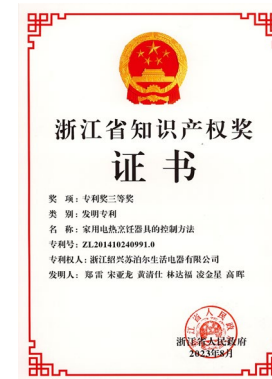 浙江省知识产权奖
证书
奖 项：专利奖三等奖
类 别：发明专利
名 称：家用电热烹饪器具的控制方法
专利号：ZL201410240991.0
专利权人：浙江绍兴苏泊尔生活电器有限公司
发明人：郑雷 宋亚龙 黄清仕 林达福 凌金星 高晖
浙江省人民政府
2023年8月